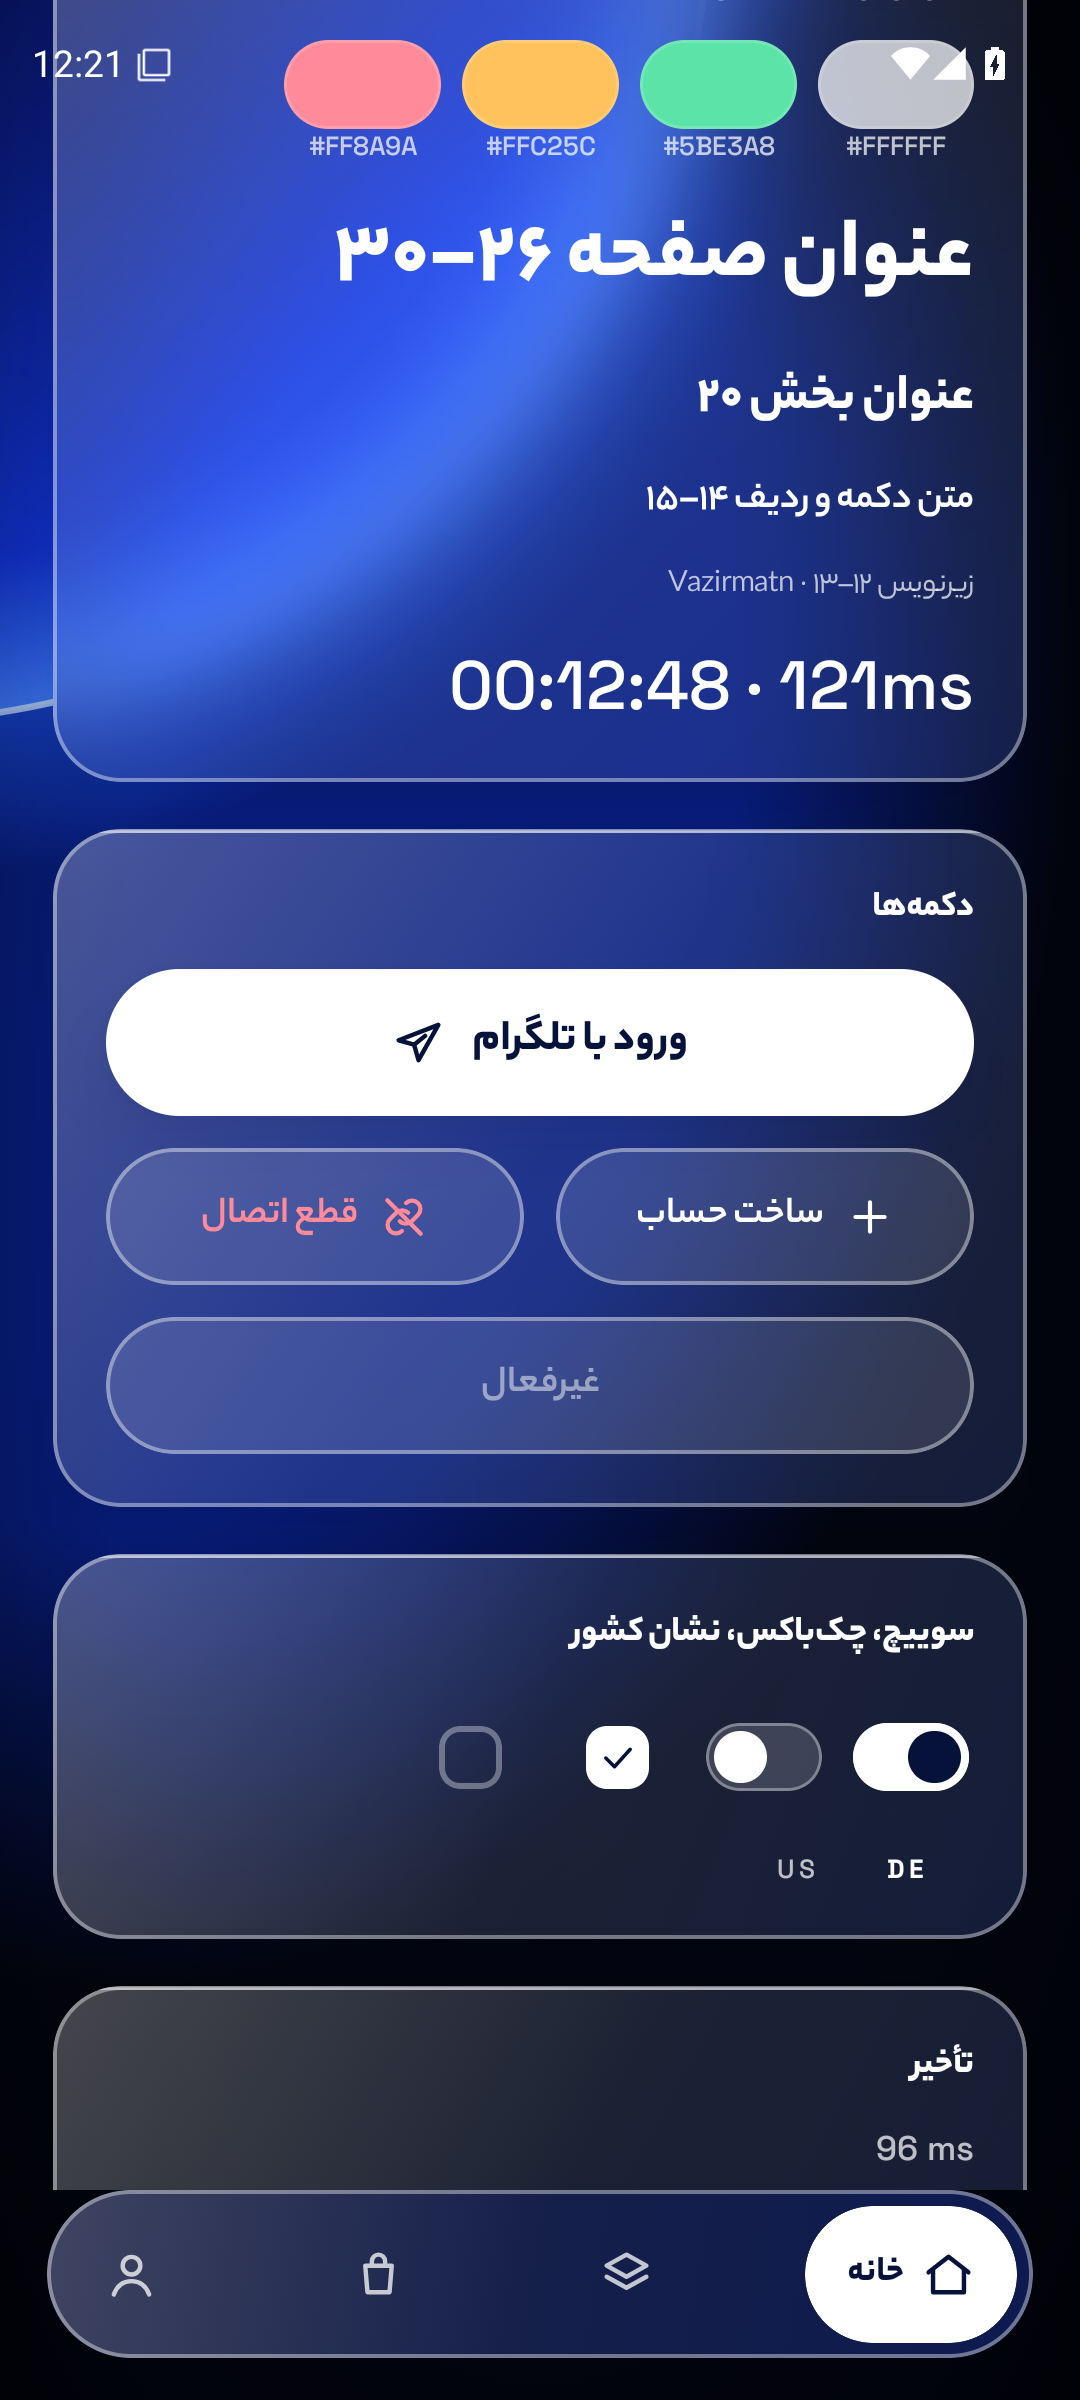 12:21
#FFFFFF #5BE3A8 #FFC25C #FF8A9A
عنوان صفحه ۲۶–۳۰
عنوان بخش ۲۰
متن دکمه و ردیف ۱۴–۱۵
زیرنویس ۱۲–۱۳ · Vazirmatn
00:12:48 · 121ms
دکمه‌ها
ورود با تلگرام
ساخت حساب
قطع اتصال
غیرفعال
سوییچ، چک‌باکس، نشان کشور
DE US
تأخیر
96 ms
خانه